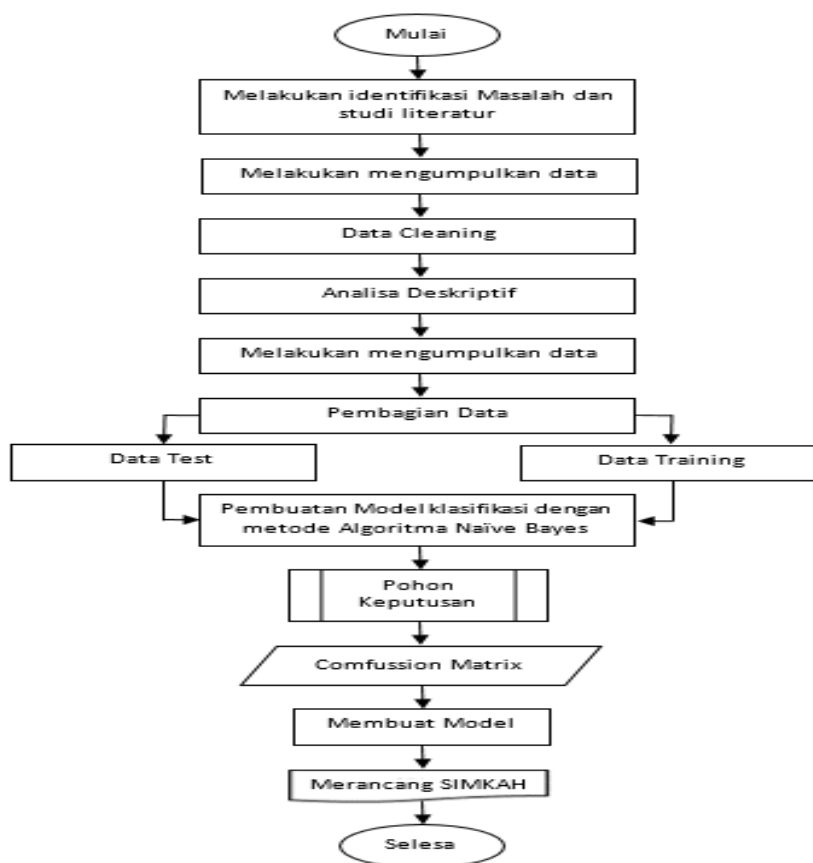 Mulai
Melakukan identifikasi Masalah dan
studi literatur
Melakukan mengumpulkan data
Data Cleaning
Analisa Deskriptif
Melakukan mengumpulkan data
Pembagian Data
Data Test
Data Training
Pembuatan Model klasifikasi dengan
metode Algoritma Naïve Bayes
Pohon
Keputusan
Comfussion Matrix
Membuat Model
Merancang SIMKAH
Selesa